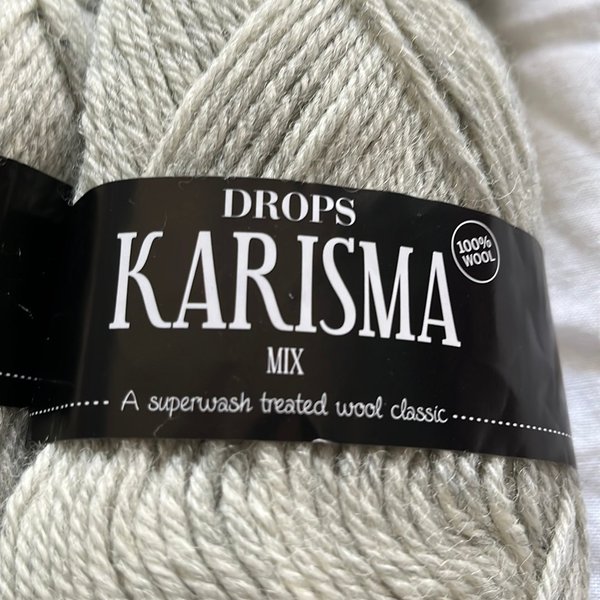 DROPS
KARISMA
100%
WOOL
MIX
A superwash treated wool classic